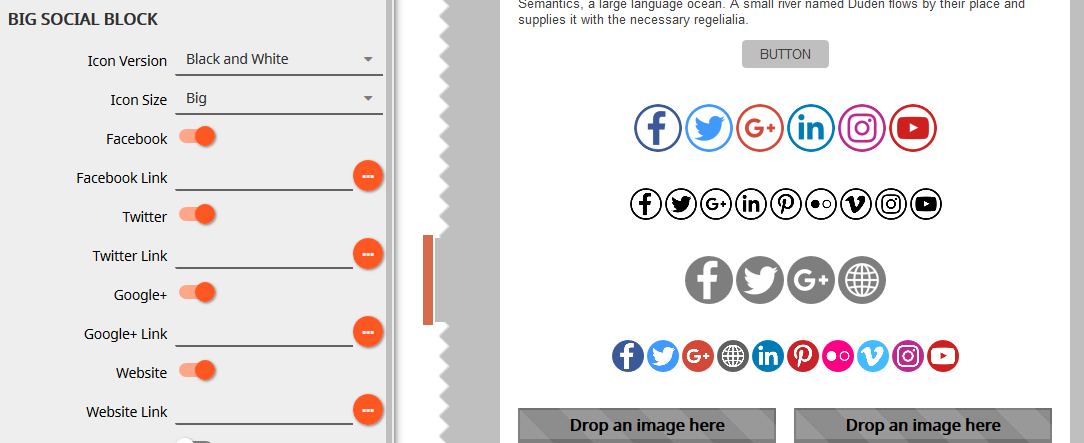 BIG SOCIAL BLOCK
Icon Version Black and White
Icon Size Big
Facebook
Facebook Link
Twitter
Twitter Link
Google+
Google+ Link
Website
Website Link
Semantics, a large language ocean. A small river named Duden flows by their place and
supplies it with the necessary regelialia.
BUTTON
Drop an image here Drop an image here